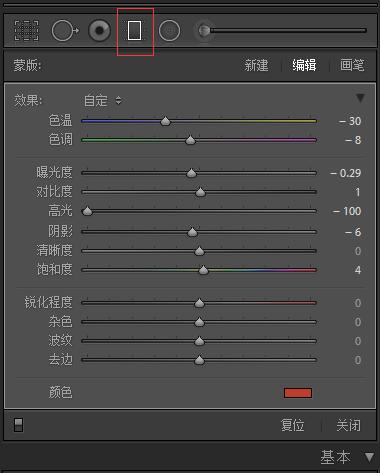 蒙版: 新建 编辑 画笔
效果: 自定
色温 -30
色调 -8
曝光度 -0.29
对比度 1
高光 -100
阴影 -6
清晰度 0
饱和度 4
锐化程度 0
杂色 0
波纹 0
去边 0
颜色
复位 关闭
基本